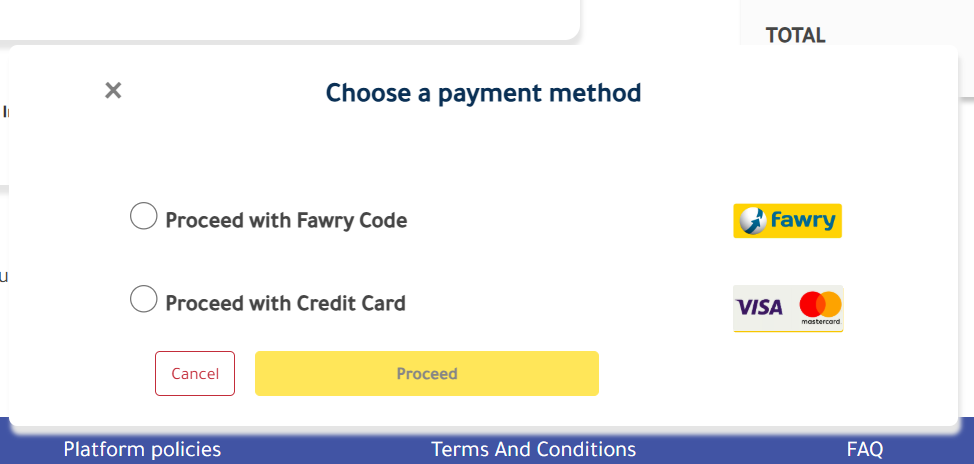 TOTAL
× Choose a payment method
Proceed with Fawry Code
fawry
Proceed with Credit Card
VISA mastercard
Cancel Proceed
Platform policies Terms And Conditions FAQ